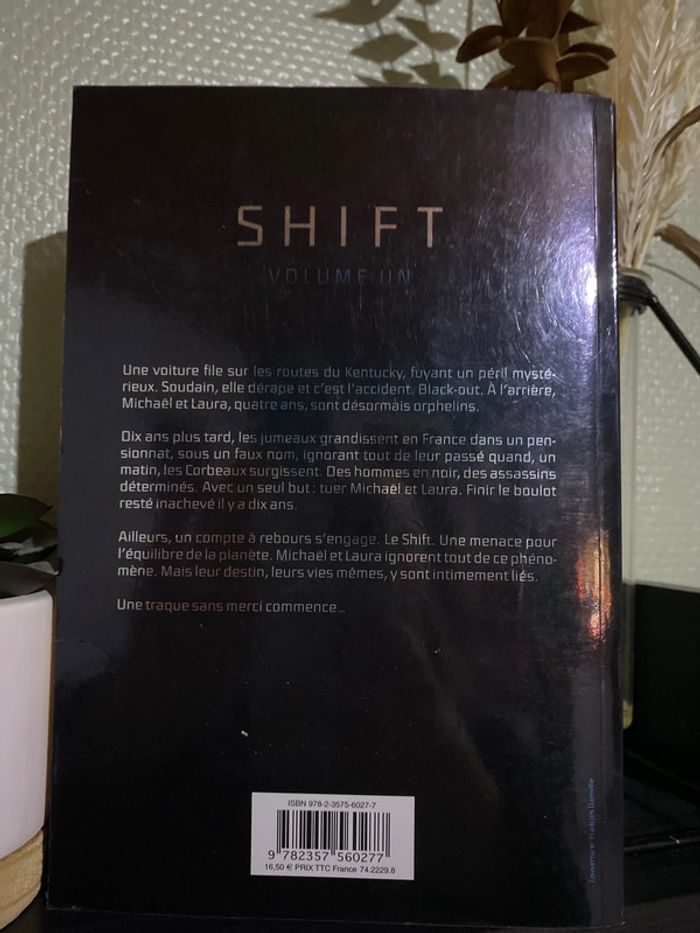 SHIFT
VOLUME UN
Une voiture file sur les routes du Kentucky, fuyant un péril mysté-
rieux. Soudain, elle dérape et c'est l'accident. Black-out. À l'arrière,
Michaël et Laura, quatre ans, sont désormais orphelins.
Dix ans plus tard, les jumeaux grandissent en France dans un pen-
sionnat, sous un faux nom, ignorant tout de leur passé quand, un
matin, les Corbeaux surgissent. Des hommes en noir, des assassins
déterminés. Avec un seul but : tuer Michaël et Laura. Finir le boulot
resté inachevé il y a dix ans.
Ailleurs, un compte à rebours s'engage. Le Shift. Une menace pour
l'équilibre de la planète. Michaël et Laura ignorent tout de ce phéno-
mène. Mais leur destin, leurs vies mêmes, y sont intimement liés.
Une traque sans merci commence...
ISBN 978-2-3575-6027-7
9 782357 560277
16,50 € PRIX TTC France 74.2229.8
Couverture :